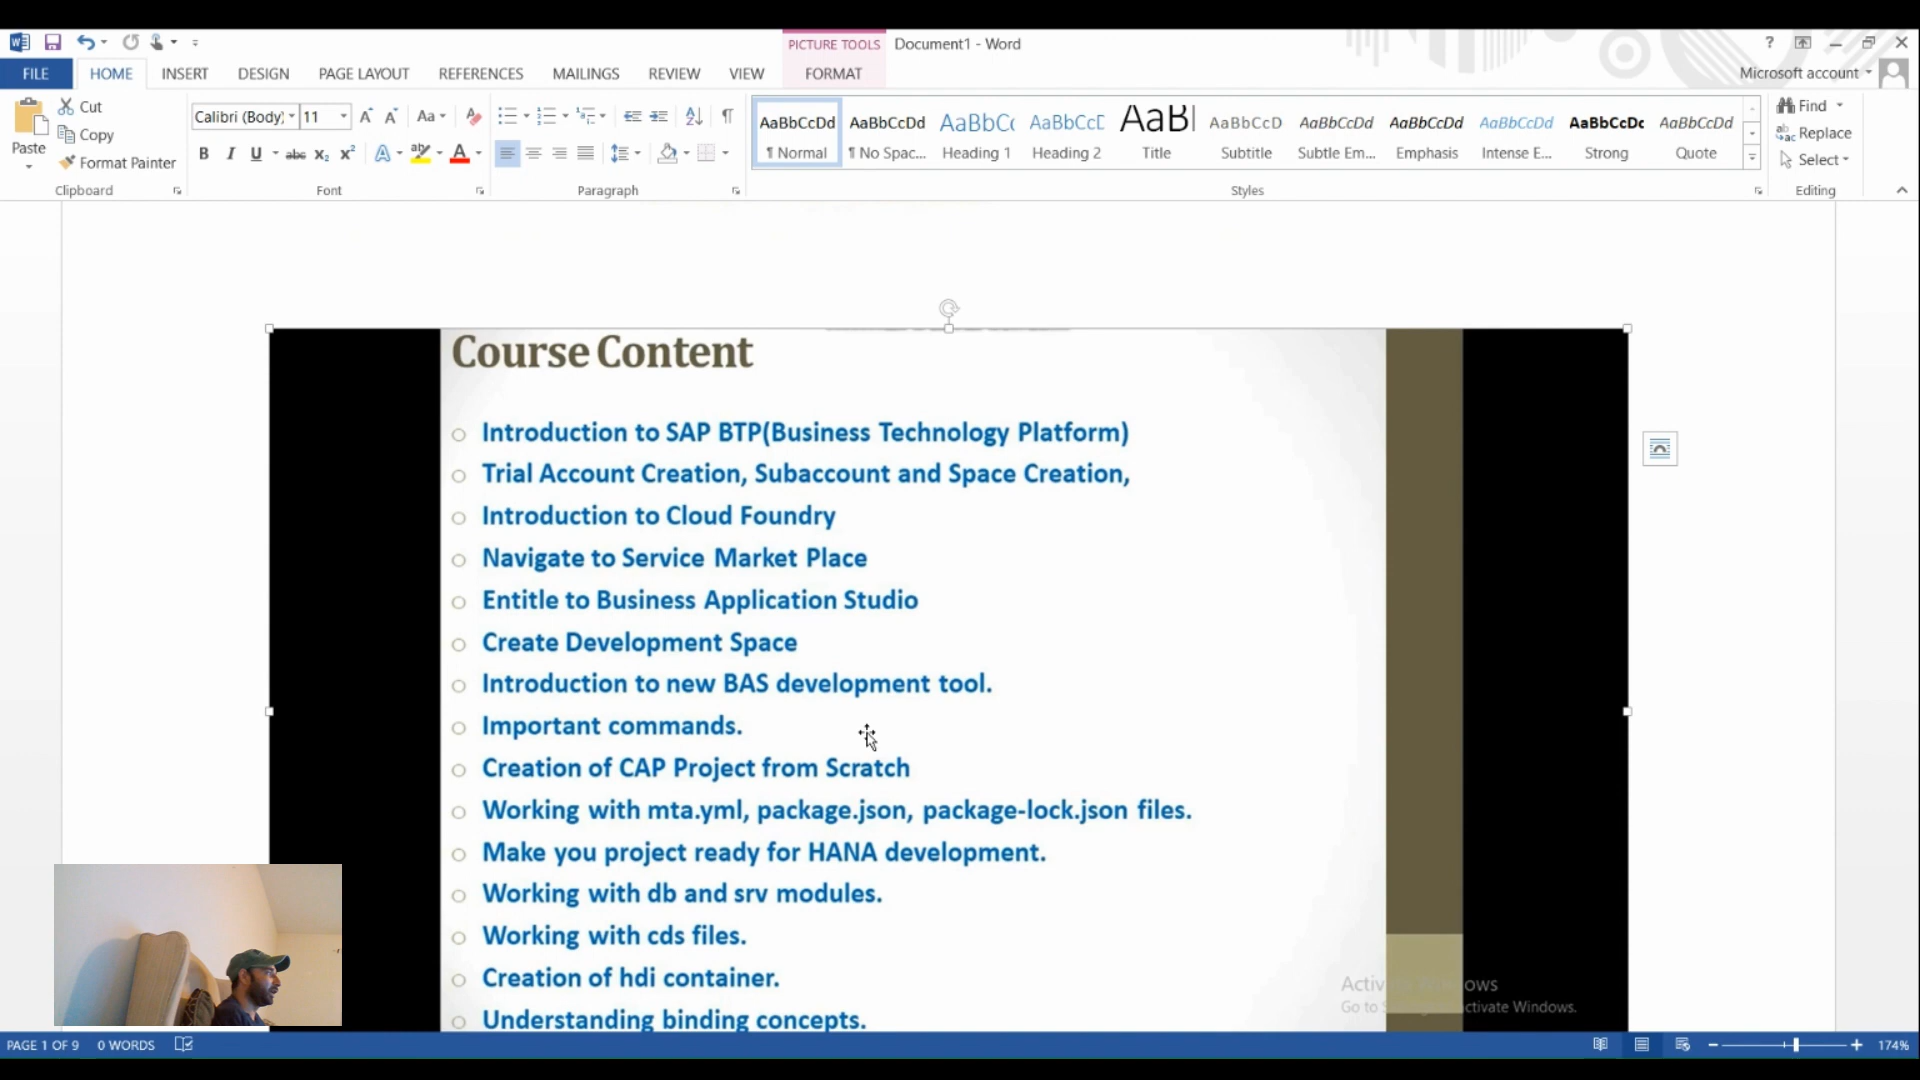 PICTURE TOOLS
Document1 - Word
FILE
HOME
INSERT
DESIGN
PAGE LAYOUT
REFERENCES
MAILINGS
REVIEW
VIEW
FORMAT
Microsoft account
Paste
Cut
Copy
Format Painter
Clipboard
Calibri (Body)
11
Font
Paragraph
AaBbCcDd
¶ Normal
AaBbCcDd
¶ No Spac...
AaBbC
Heading 1
AaBbCcD
Heading 2
AaB
Title
AaBbCcD
Subtitle
AaBbCcDd
Subtle Em...
AaBbCcDd
Emphasis
AaBbCcDd
Intense E...
AaBbCcDc
Strong
AaBbCcDd
Quote
Styles
Find
Replace
Select
Editing
Course Content
Introduction to SAP BTP(Business Technology Platform)
Trial Account Creation, Subaccount and Space Creation,
Introduction to Cloud Foundry
Navigate to Service Market Place
Entitle to Business Application Studio
Create Development Space
Introduction to new BAS development tool.
Important commands.
Creation of CAP Project from Scratch
Working with mta.yml, package.json, package-lock.json files.
Make you project ready for HANA development.
Working with db and srv modules.
Working with cds files.
Creation of hdi container.
Understanding binding concepts.
Go to
ctivate Windows.
PAGE 1 OF 9
0 WORDS
174%